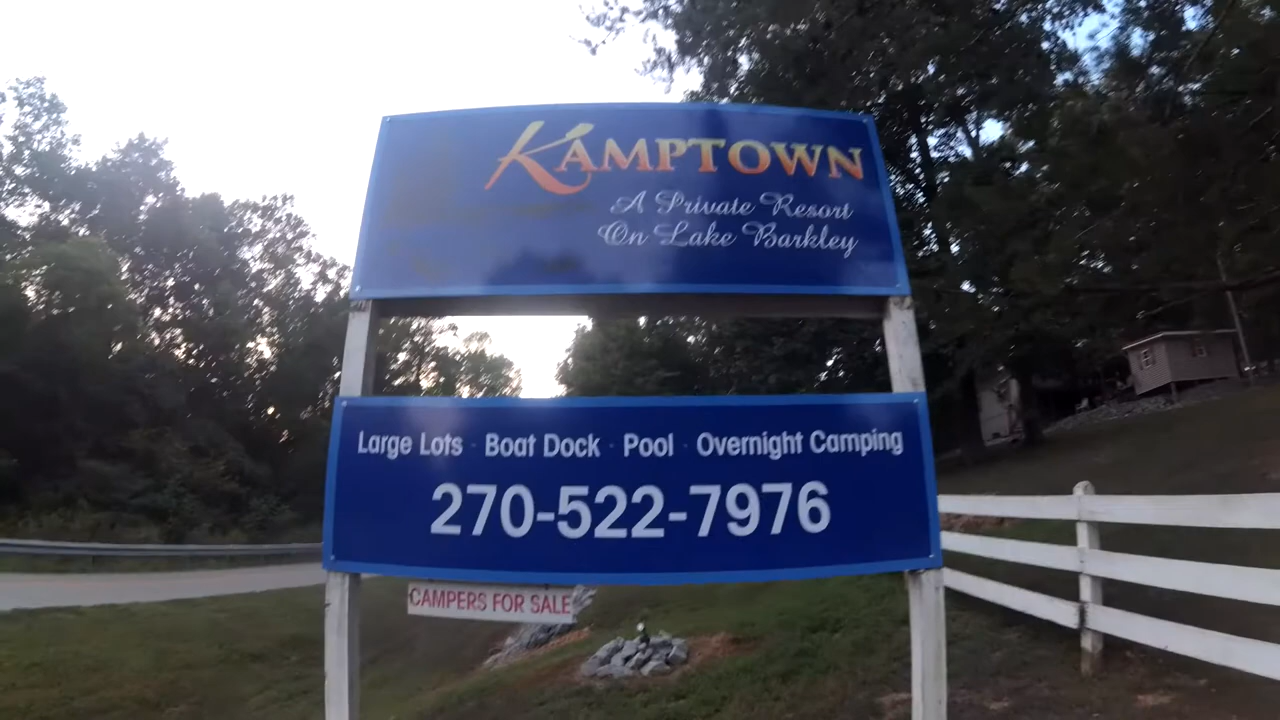 KAMPTOWN
A Private Resort
On Lake Barkley
Large Lots · Boat Dock · Pool · Overnight Camping
270-522-7976
CAMPERS FOR SALE